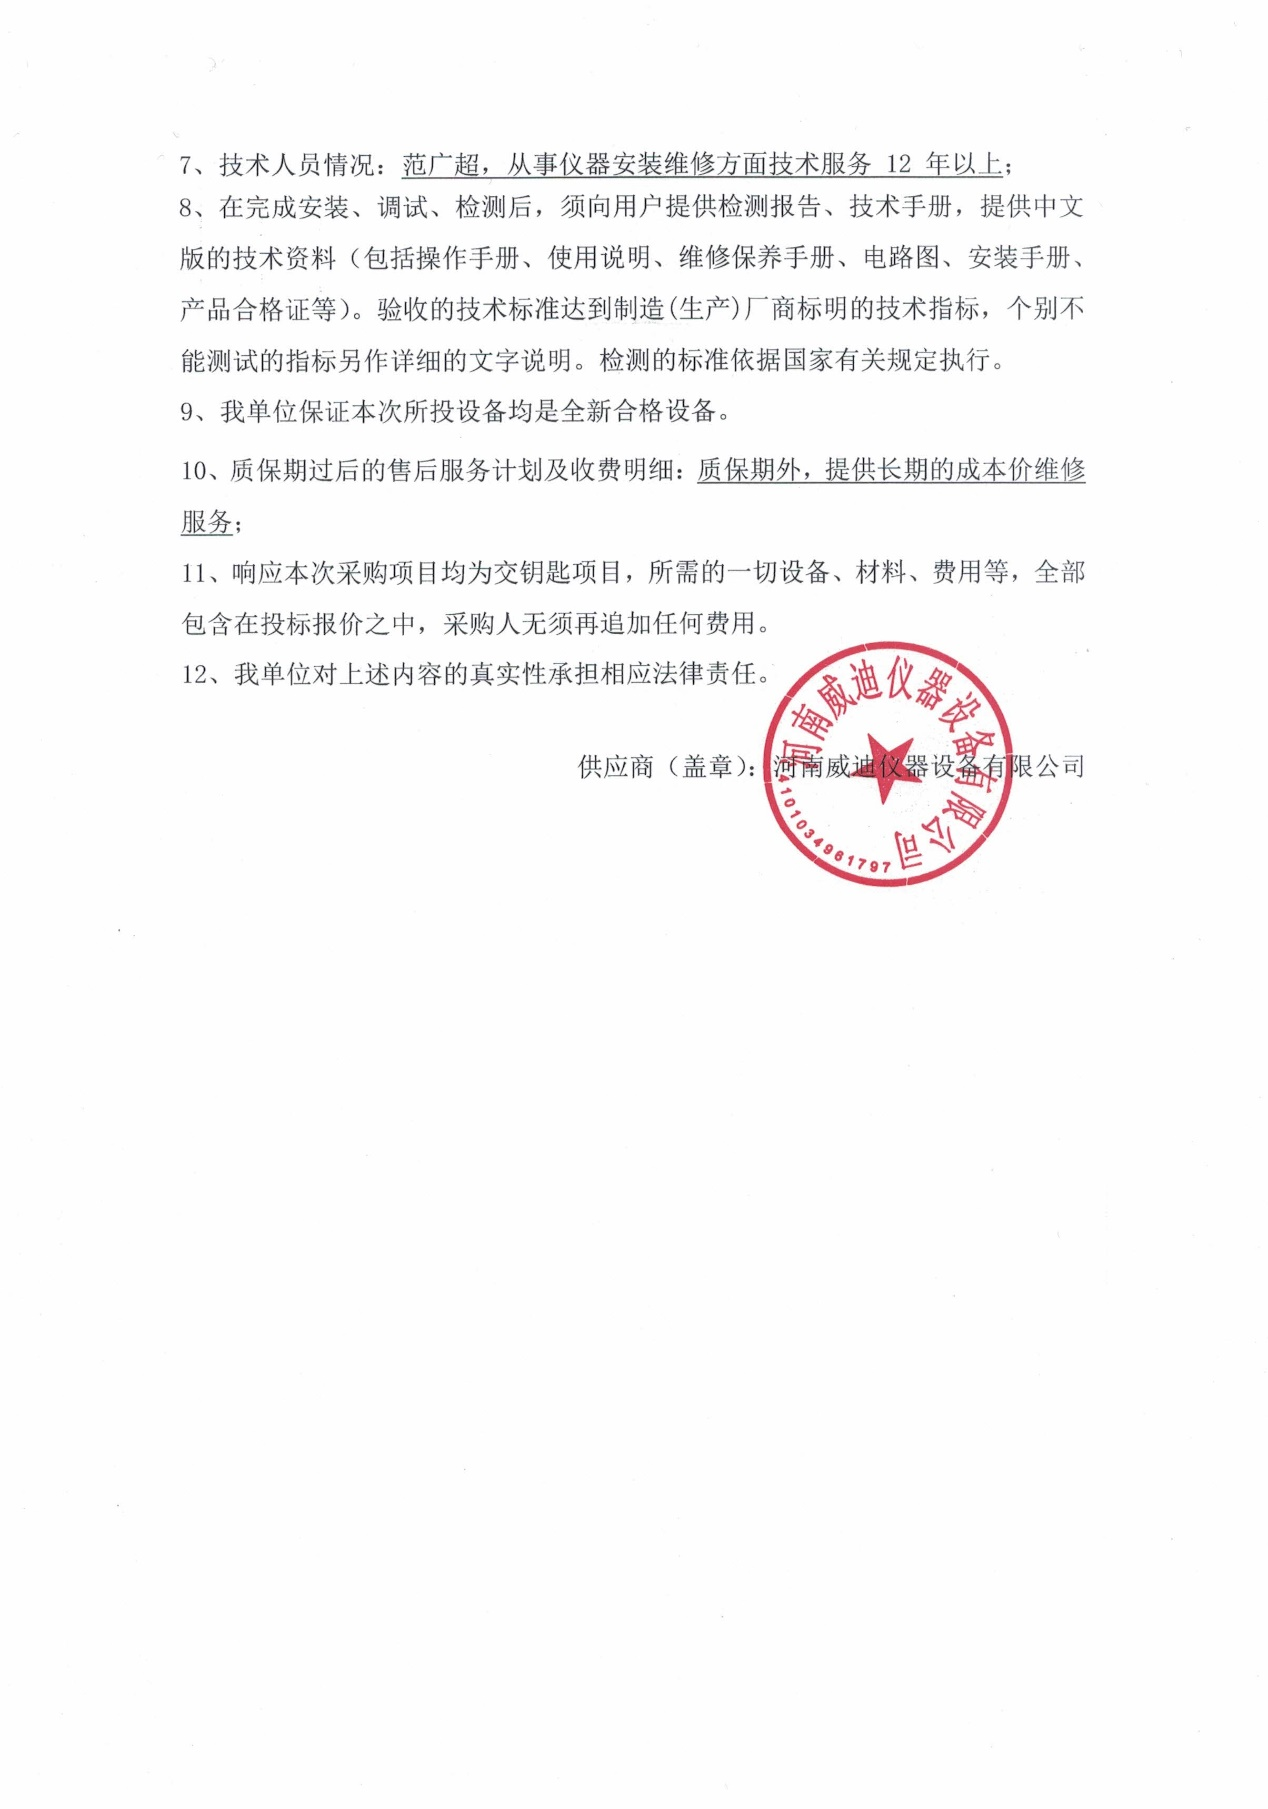 7、技术人员情况：范广超，从事仪器安装维修方面技术服务 12 年以上；
8、在完成安装、调试、检测后，须向用户提供检测报告、技术手册，提供中文
版的技术资料（包括操作手册、使用说明、维修保养手册、电路图、安装手册、
产品合格证等）。验收的技术标准达到制造(生产)厂商标明的技术指标，个别不
能测试的指标另作详细的文字说明。检测的标准依据国家有关规定执行。
9、我单位保证本次所投设备均是全新合格设备。
10、质保期过后的售后服务计划及收费明细：质保期外，提供长期的成本价维修
服务；
11、响应本次采购项目均为交钥匙项目，所需的一切设备、材料、费用等，全部
包含在投标报价之中，采购人无须再追加任何费用。
12、我单位对上述内容的真实性承担相应法律责任。
供应商（盖章）：河南威迪仪器设备有限公司
河南威迪仪器设备有限公司
4101034961797